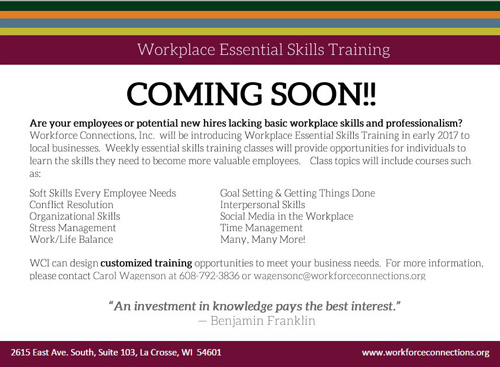 Workplace Essential Skills Training
COMING SOON!!
Are your employees or potential new hires lacking basic workplace skills and professionalism?
Workforce Connections, Inc.  will be introducing Workplace Essential Skills Training in early 2017 to
local businesses.  Weekly essential skills training classes will provide opportunities for individuals to
learn the skills they need to become more valuable employees.    Class topics will include courses such
as:
Soft Skills Every Employee Needs
Conflict Resolution
Organizational Skills
Stress Management
Work/Life Balance
Goal Setting & Getting Things Done
Interpersonal Skills
Social Media in the Workplace
Time Management
Many, Many More!
WCI can design customized training opportunities to meet your business needs.  For more information,
please contact Carol Wagenson at 608-792-3836 or wagensonc@workforceconnections.org
“An investment in knowledge pays the best interest.”
— Benjamin Franklin
2615 East Ave. South, Suite 103, La Crosse, WI  54601
www.workforceconnections.org